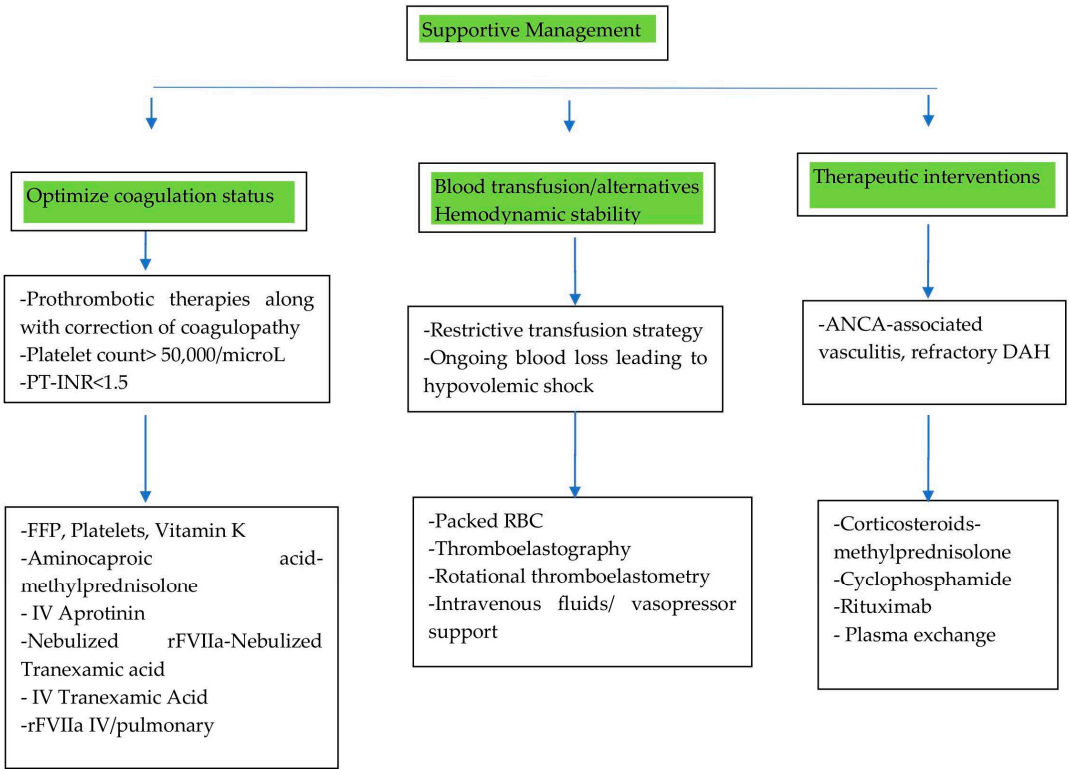 Supportive Management
Optimize coagulation status
Blood transfusion/alternatives
Hemodynamic stability
Therapeutic interventions
-Prothrombotic therapies along
with correction of coagulopathy
-Platelet count> 50,000/microL
-PT-INR<1.5
-Restrictive transfusion strategy
-Ongoing blood loss leading to
hypovolemic shock
-ANCA-associated
vasculitis, refractory DAH
-FFP, Platelets, Vitamin K
-Aminocaproic acid-
methylprednisolone
- IV Aprotinin
-Nebulized rFVIIa-Nebulized
Tranexamic acid
- IV Tranexamic Acid
-rFVIIa IV/pulmonary
-Packed RBC
-Thromboelastography
-Rotational thromboelastometry
-Intravenous fluids/ vasopressor
support
-Corticosteroids-
methylprednisolone
-Cyclophosphamide
-Rituximab
- Plasma exchange